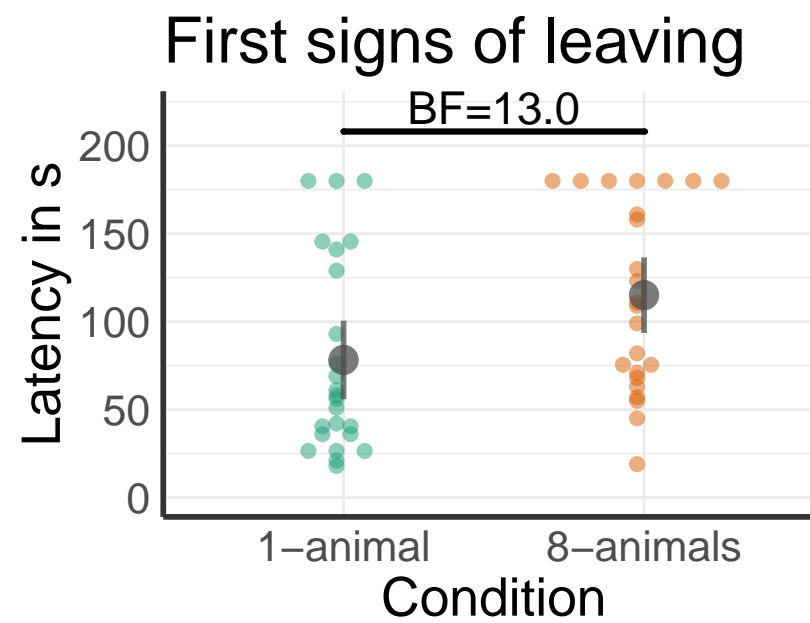 First signs of leaving
BF=13.0
Latency in s
200
150
100
50
0
1−animal
8−animals
Condition